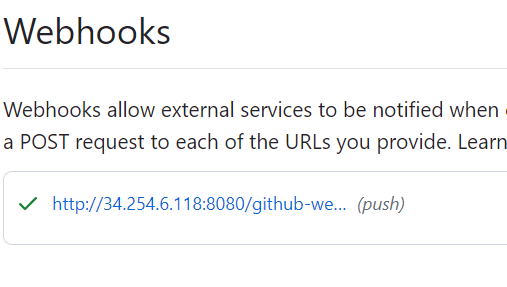 Webhooks
Webhooks allow external services to be notified when
a POST request to each of the URLs you provide. Learn
http://34.254.6.118:8080/github-we... (push)